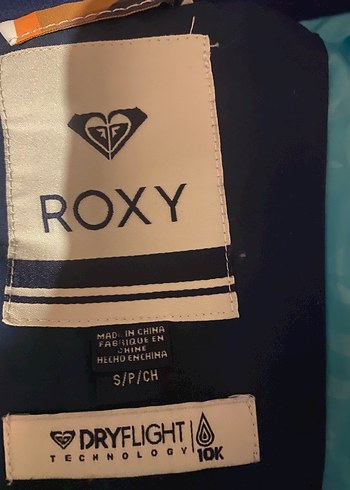 ROXY
MADE IN CHINA
FABRIQUE EN
CHINE
HECHO EN CHINA
S/P/CH
DRYFLIGHT 10K
TECHNOLOGY